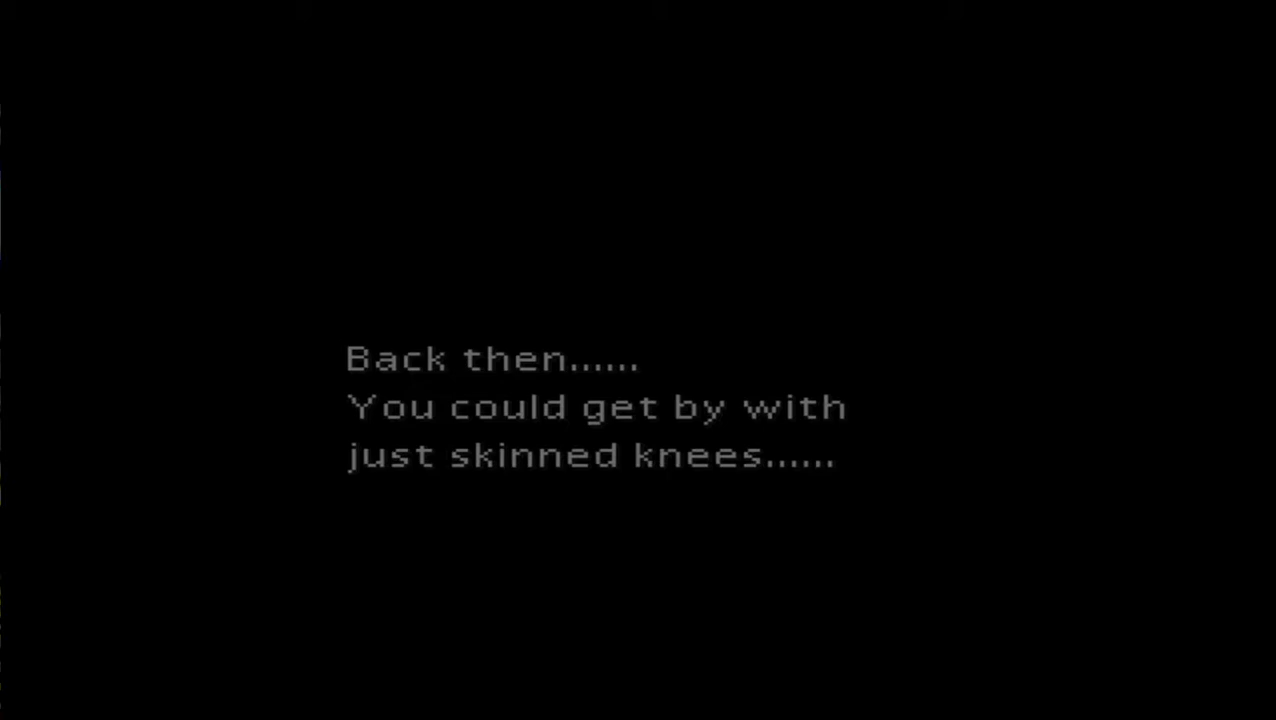 Back then......
You could get by with
just skinned knees......